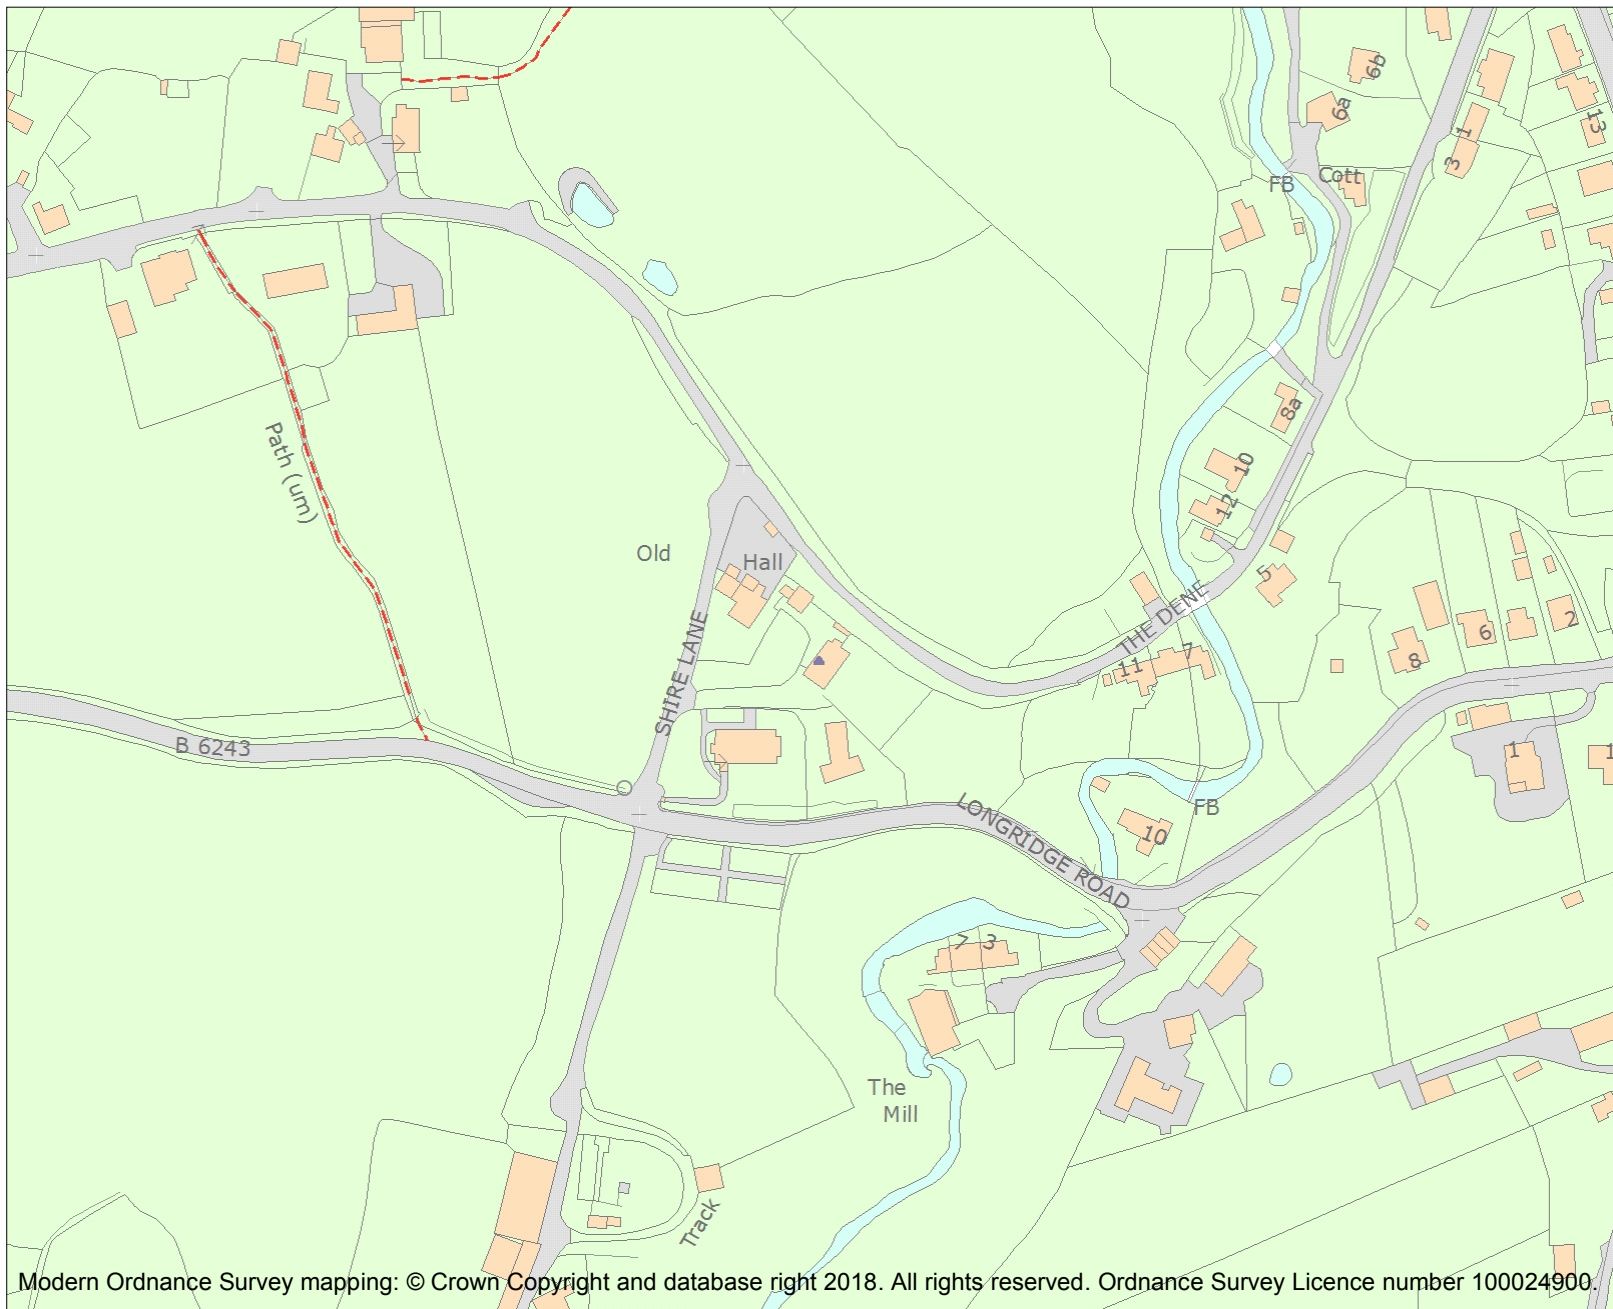 6b
6a
13
1
3
FB
Cott
8a
Path (um)
10
12
Old
Hall
5
THE DENE
SHIRE LANE
2
6
7
11
8
B 6243
1
1
LONGRIDGE ROAD
FB
10
7 3
The
Mill
Track
Modern Ordnance Survey mapping: © Crown Copyright and database right 2018. All rights reserved. Ordnance Survey Licence number 100024900.